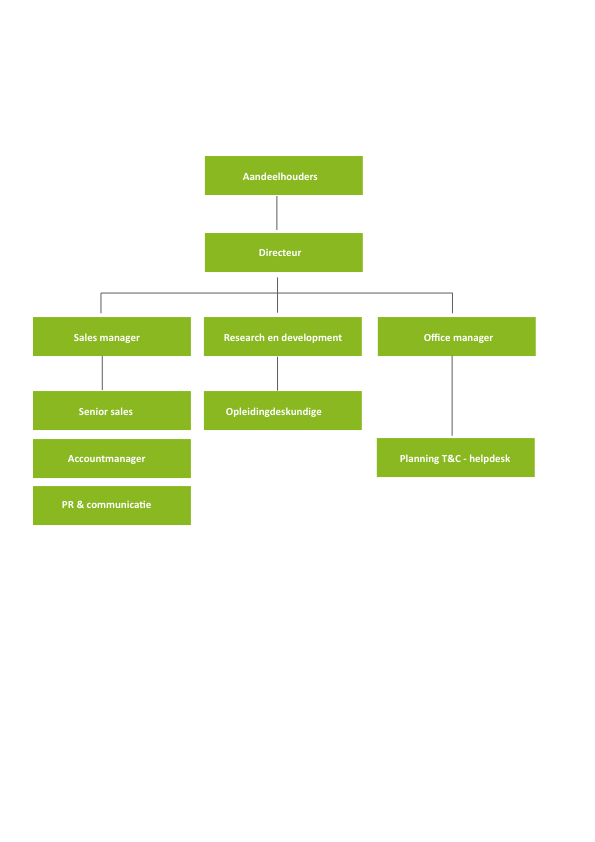 Aandeelhouders
Directeur
Sales manager
Research en development
Office manager
Senior sales
Opleidingdeskundige
Accountmanager
Planning T&C - helpdesk
PR & communicatie